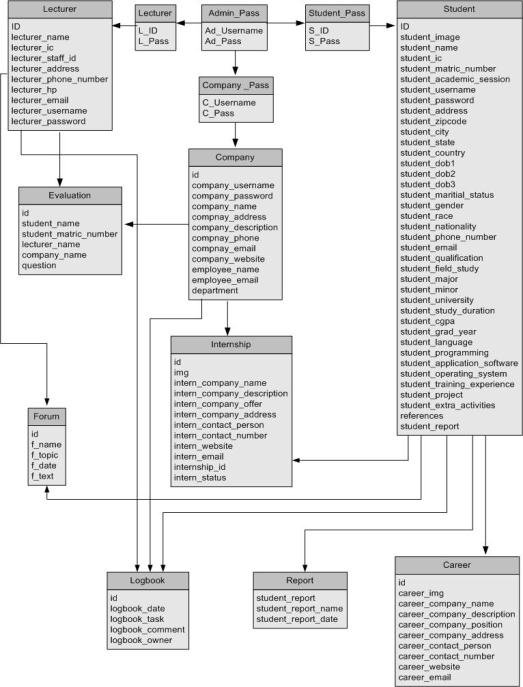 Lecturer
ID
lecturer_name
lecturer_ic
lecturer_staff_id
lecturer_address
lecturer_phone_number
lecturer_hp
lecturer_email
lecturer_username
lecturer_password
Lecturer
L_ID
L_Pass
Admin_Pass
Ad_Username
Ad_Pass
Student_Pass
S_ID
S_Pass
Student
ID
student_image
student_name
student_ic
student_matric_number
student_academic_session
student_username
student_password
student_address
student_zipcode
student_city
student_state
student_country
student_dob1
student_dob2
student_dob3
student_maritial_status
student_gender
student_race
student_nationality
student_phone_number
student_email
student_qualification
student_field_study
student_major
student_minor
student_university
student_study_duration
student_cgpa
student_grad_year
student_language
student_programming
student_application_software
student_operating_system
student_training_experience
student_project
student_extra_activities
references
student_report
Company _Pass
C_Username
C_Pass
Company
id
company_username
company_password
company_name
compnay_address
company_description
compnay_phone
compnay_email
company_website
employee_name
employee_email
department
Evaluation
id
student_name
student_matric_number
lecturer_name
company_name
question
Internship
id
img
intern_company_name
intern_company_description
intern_company_offer
intern_company_address
intern_contact_person
intern_contact_number
intern_website
intern_email
internship_id
intern_status
Forum
id
f_name
f_topic
f_date
f_text
Logbook
id
logbook_date
logbook_task
logbook_comment
logbook_owner
Report
student_report
student_report_name
student_report_date
Career
id
career_img
career_company_name
career_company_description
career_company_position
career_company_address
career_contact_person
career_contact_number
career_website
career_email